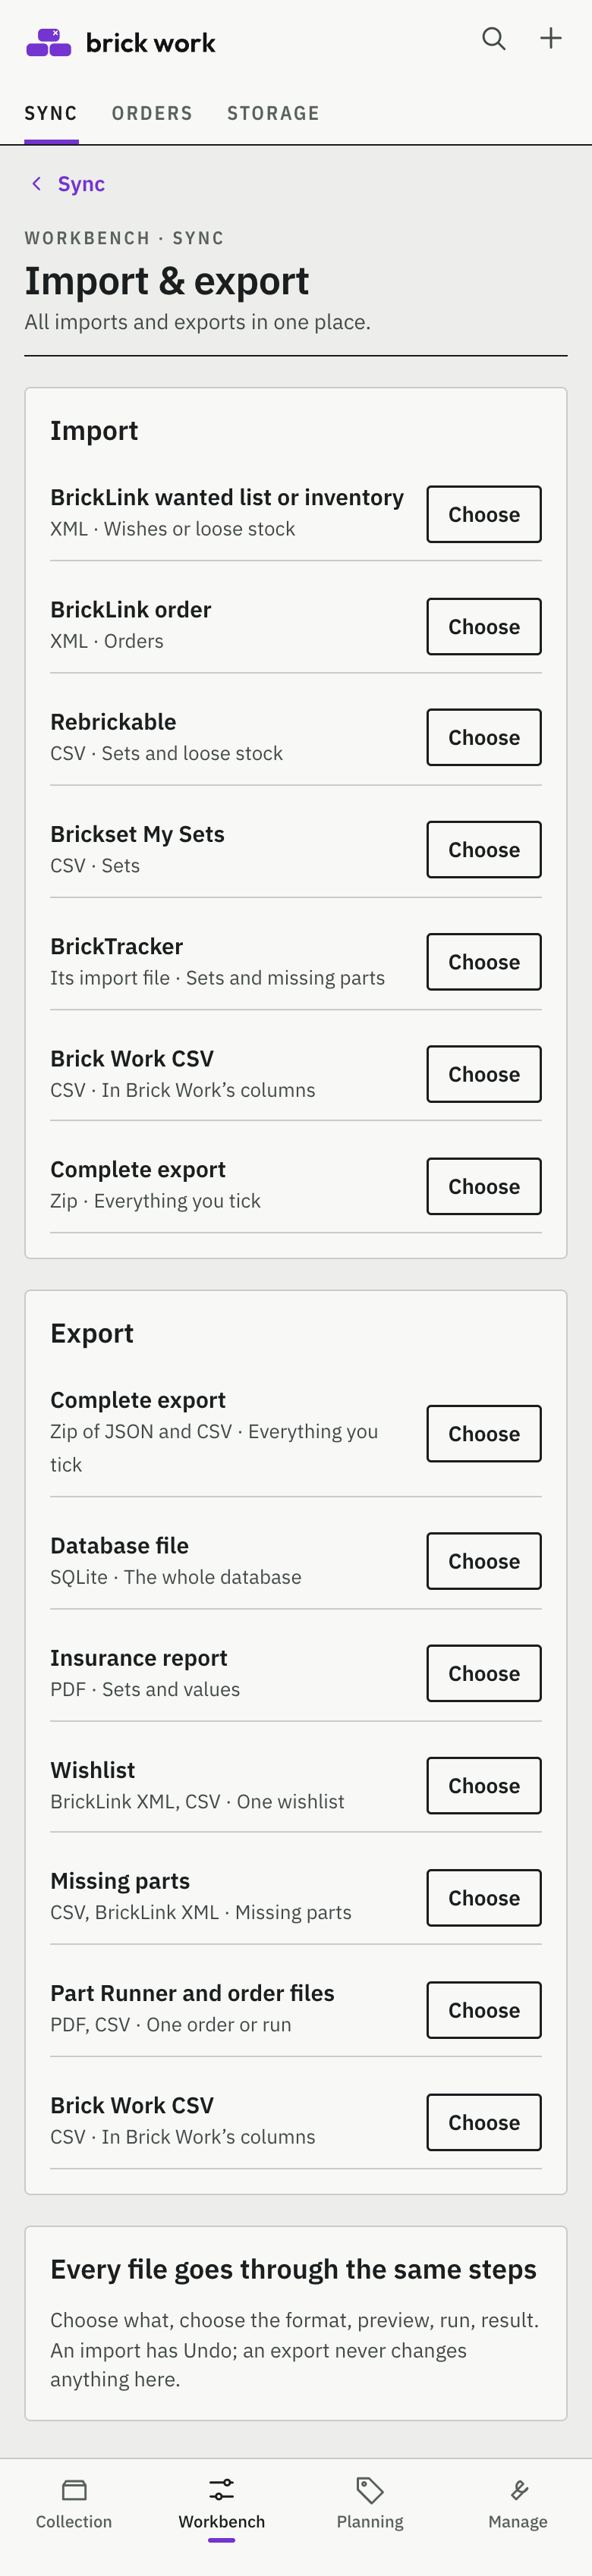 brick work
SYNC ORDERS STORAGE
Sync
WORKBENCH · SYNC
Import & export
All imports and exports in one place.
Import
BrickLink wanted list or inventory
XML · Wishes or loose stock
Choose
BrickLink order
XML · Orders
Choose
Rebrickable
CSV · Sets and loose stock
Choose
Brickset My Sets
CSV · Sets
Choose
BrickTracker
Its import file · Sets and missing parts
Choose
Brick Work CSV
CSV · In Brick Work’s columns
Choose
Complete export
Zip · Everything you tick
Choose
Export
Complete export
Zip of JSON and CSV · Everything you
tick
Choose
Database file
SQLite · The whole database
Choose
Insurance report
PDF · Sets and values
Choose
Wishlist
BrickLink XML, CSV · One wishlist
Choose
Missing parts
CSV, BrickLink XML · Missing parts
Choose
Part Runner and order files
PDF, CSV · One order or run
Choose
Brick Work CSV
CSV · In Brick Work’s columns
Choose
Every file goes through the same steps
Choose what, choose the format, preview, run, result.
An import has Undo; an export never changes
anything here.
Collection Workbench Planning Manage